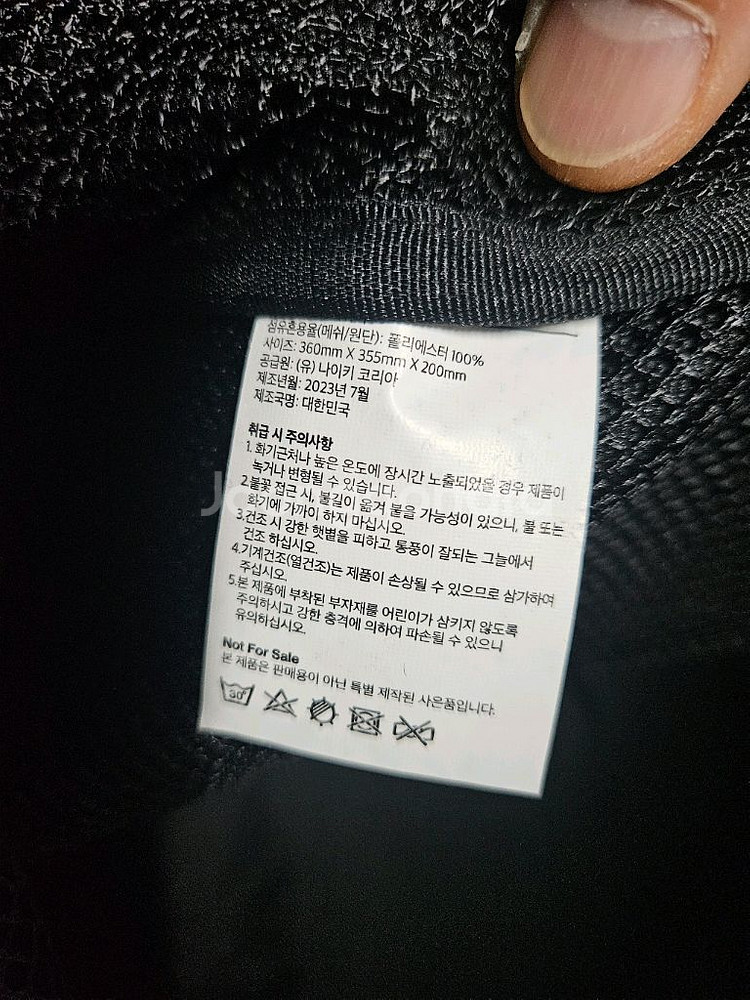 섬유혼용율(메쉬/원단): 폴리에스터 100%
사이즈: 360mm X 355mm X 200mm
공급원: (유) 나이키 코리아
제조년월: 2023년 7월
제조국명: 대한민국
취급 시 주의사항
1. 화기근처나 높은 온도에 장시간 노출되었을 경우 제품이
녹거나 변형될 수 있습니다.
2.불꽃 접근 시, 불길이 옮겨 붙을 가능성이 있으니, 불 또는
화기에 가까이 하지 마십시오.
3.건조 시 강한 햇볕을 피하고 통풍이 잘되는 그늘에서
건조 하십시오.
4.기계건조(열건조)는 제품이 손상될 수 있으므로 삼가하여
주십시오.
5.본 제품에 부착된 부자재를 어린이가 삼키지 않도록
주의하시고 강한 충격에 의하여 파손될 수 있으니
유의하십시오.
Not For Sale
본 제품은 판매용이 아닌 특별 제작된 사은품입니다.
30°